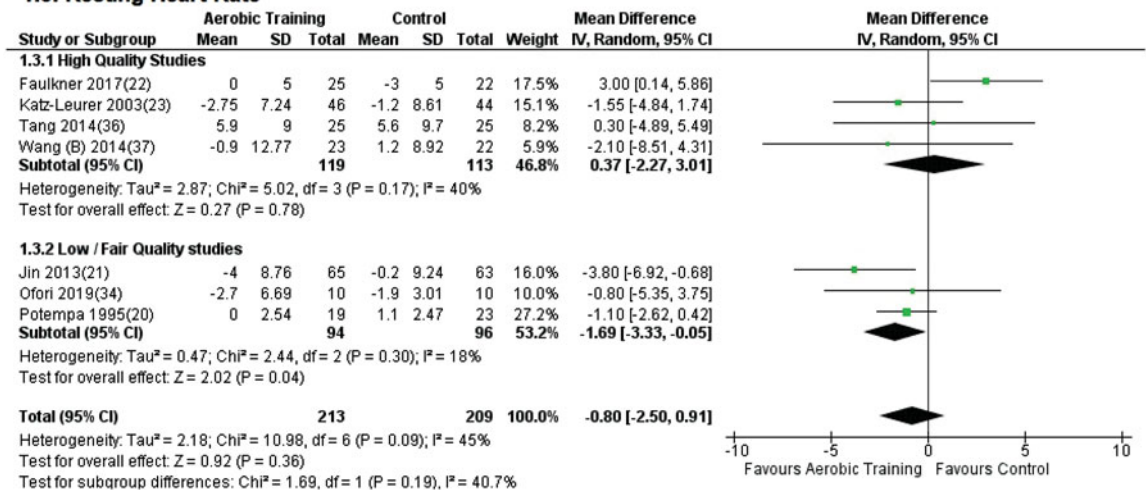 Aerobic Training Control Mean Difference Mean Difference
Study or Subgroup Mean SD Total Mean SD Total Weight IV, Random, 95% CI IV, Random, 95% CI
1.3.1 High Quality Studies
Faulkner 2017(22) 0 5 25 -3 5 22 17.5% 3.00 [0.14, 5.86]
Katz-Leurer 2003(23) -2.75 7.24 46 -1.2 8.61 44 15.1% -1.55 [-4.84, 1.74]
Tang 2014(36) 5.9 9 25 5.6 9.7 25 8.2% 0.30 [-4.89, 5.49]
Wang (B) 2014(37) -0.9 12.77 23 1.2 8.92 22 5.9% -2.10 [-8.51, 4.31]
Subtotal (95% CI) 119 113 46.8% 0.37 [-2.27, 3.01]
Heterogeneity: Tau² = 2.87; Chi² = 5.02, df = 3 (P = 0.17); I² = 40%
Test for overall effect: Z = 0.27 (P = 0.78)
1.3.2 Low / Fair Quality studies
Jin 2013(21) -4 8.76 65 -0.2 9.24 63 16.0% -3.80 [-6.92, -0.68]
Ofori 2019(34) -2.7 6.69 10 -1.9 3.01 10 10.0% -0.80 [-5.35, 3.75]
Potempa 1995(20) 0 2.54 19 1.1 2.47 23 27.2% -1.10 [-2.62, 0.42]
Subtotal (95% CI) 94 96 53.2% -1.69 [-3.33, -0.05]
Heterogeneity: Tau² = 0.47; Chi² = 2.44, df = 2 (P = 0.30); I² = 18%
Test for overall effect: Z = 2.02 (P = 0.04)
Total (95% CI) 213 209 100.0% -0.80 [-2.50, 0.91]
Heterogeneity: Tau² = 2.18; Chi² = 10.98, df = 6 (P = 0.09); I² = 45%
Test for overall effect: Z = 0.92 (P = 0.36)
Test for subgroup differences: Chi² = 1.69, df = 1 (P = 0.19), I² = 40.7%
-10 -5 0 5 10
Favours Aerobic Training Favours Control